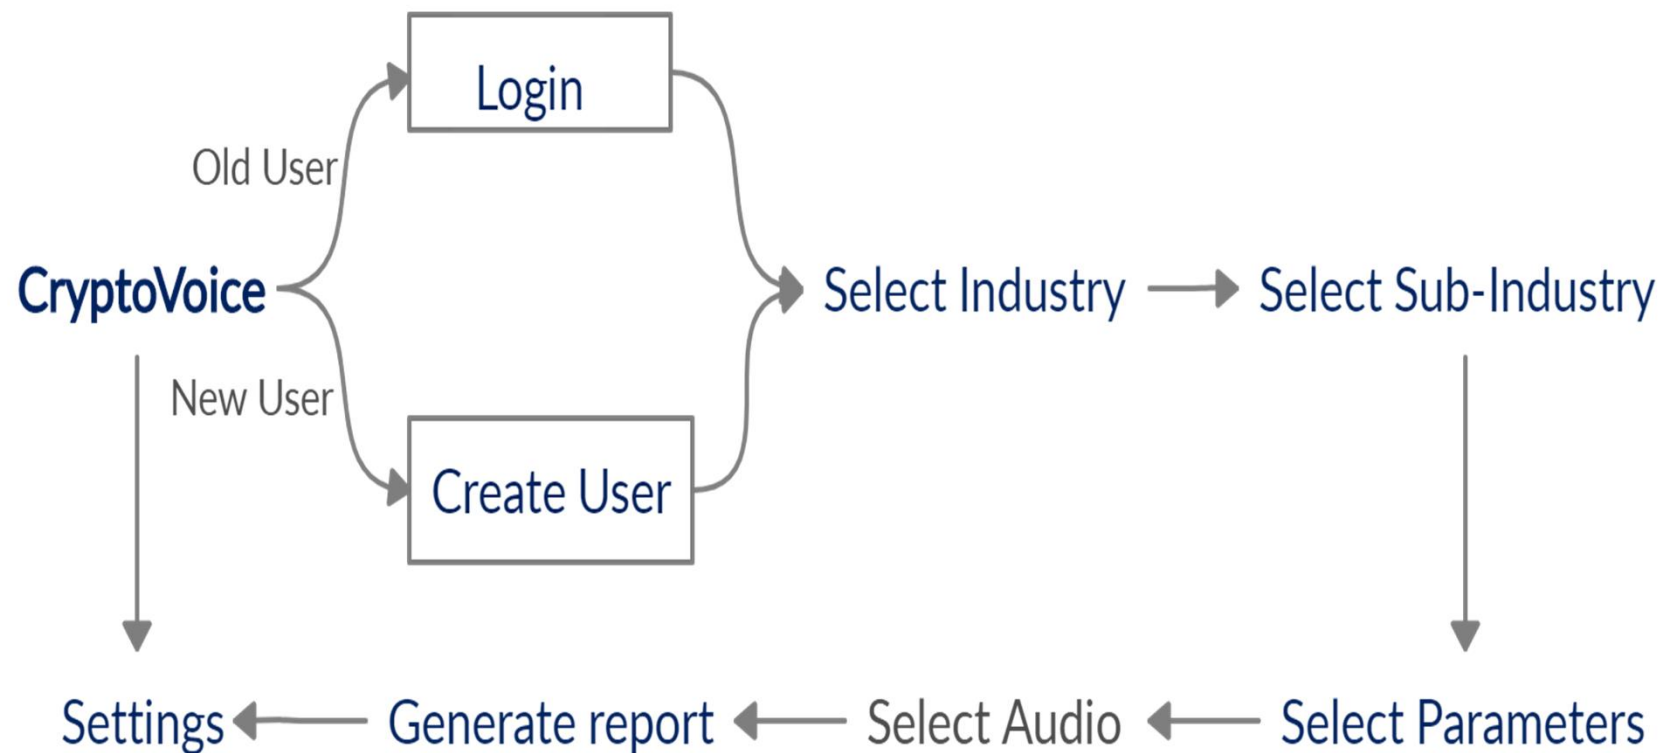 Login
Old User
CryptoVoice
Select Industry
Select Sub-Industry
New User
Create User
Settings
Generate report
Select Audio
Select Parameters